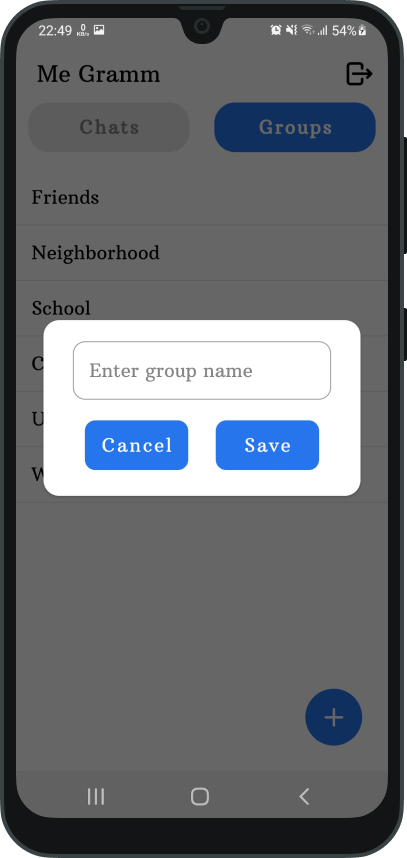 22:49 0 KB/s 54%
Me Gramm
Chats Groups
Friends
Neighborhood
School
C
Enter group name
U
Cancel Save
W